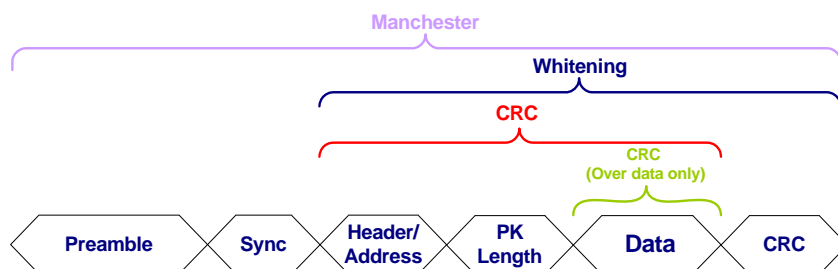 Manchester
Whitening
CRC
CRC
(Over data only)
Preamble
Sync
Header/
Address
PK
Length
Data
CRC